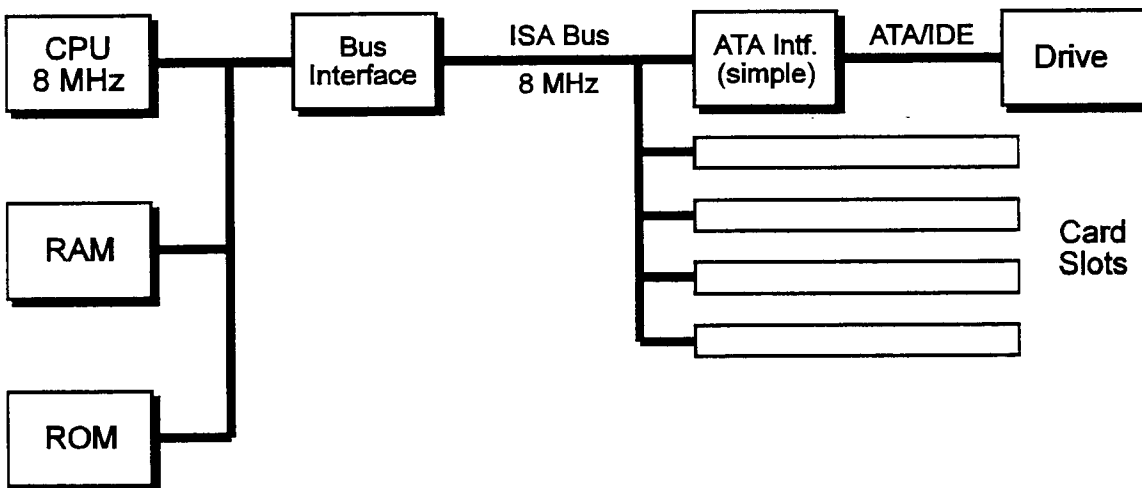 CPU
8 MHz
Bus
Interface
ISA Bus
8 MHz
ATA Intf.
(simple)
ATA/IDE
Drive
RAM
Card
Slots
ROM